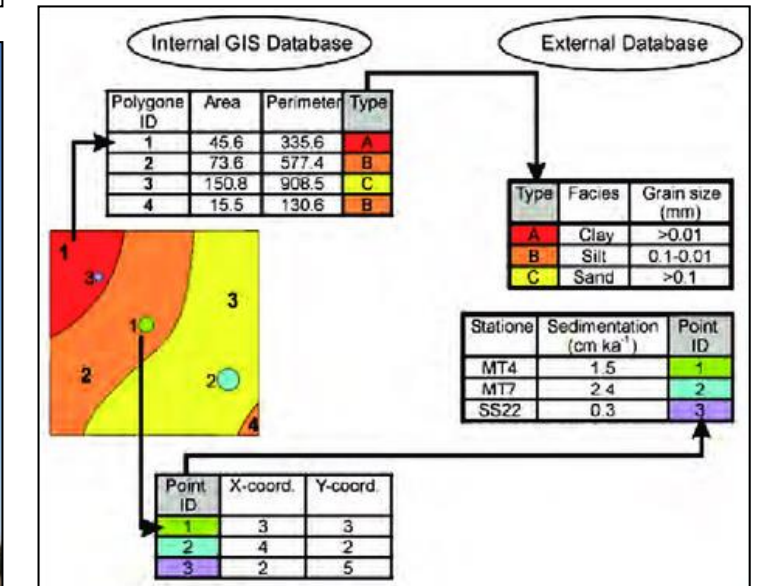 Internal GIS Database
External Database
Polygone ID Area Perimeter Type
1 45.6 335.6 A
2 73.6 577.4 B
3 150.8 908.5 C
4 15.5 130.6 B
Type Facies Grain size (mm)
A Clay >0.01
B Silt 0.1-0.01
C Sand >0.1
1
3
3
1
2
2
4
Statione Sedimentation (cm ka⁻¹) Point ID
MT4 1.5 1
MT7 2.4 2
SS22 0.3 3
Point ID X-coord. Y-coord.
1 3 3
2 4 2
3 2 5